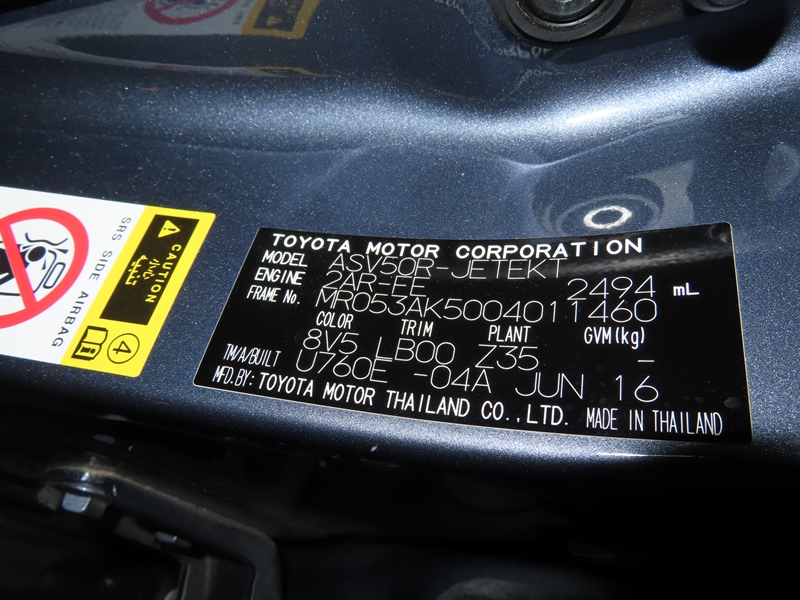 TOYOTA MOTOR CORPORATION
MODEL ASV50R-JETEKT
ENGINE 2AR-FE 2494 mL
FRAME No. MR053AK5004011460
COLOR TRIM PLANT GVM(kg)
8V5 LB00 Z35 -
TM/A/BUILT U760E -04A JUN 16
MFD.BY: TOYOTA MOTOR THAILAND CO.,LTD. MADE IN THAILAND
SRS SIDE AIRBAG
CAUTION
4